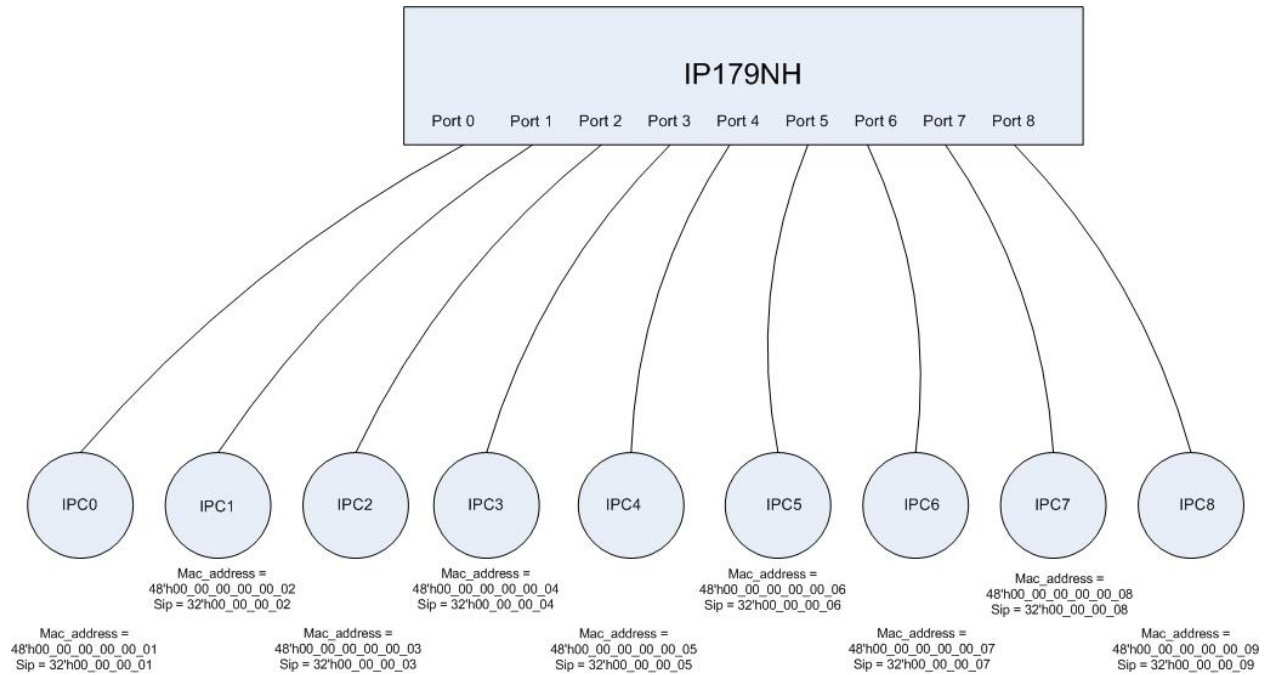 IP179NH
Port 0 Port 1 Port 2 Port 3 Port 4 Port 5 Port 6 Port 7 Port 8
IPC0 IPC1 IPC2 IPC3 IPC4 IPC5 IPC6 IPC7 IPC8
Mac_address =
48'h00_00_00_00_00_02
Sip = 32'h00_00_00_02
Mac_address =
48'h00_00_00_00_00_04
Sip = 32'h00_00_00_04
Mac_address =
48'h00_00_00_00_00_06
Sip = 32'h00_00_00_06
Mac_address =
48'h00_00_00_00_00_08
Sip = 32'h00_00_00_08
Mac_address =
48'h00_00_00_00_00_01
Sip = 32'h00_00_00_01
Mac_address =
48'h00_00_00_00_00_03
Sip = 32'h00_00_00_03
Mac_address =
48'h00_00_00_00_00_05
Sip = 32'h00_00_00_05
Mac_address =
48'h00_00_00_00_00_07
Sip = 32'h00_00_00_07
Mac_address =
48'h00_00_00_00_00_09
Sip = 32'h00_00_00_09